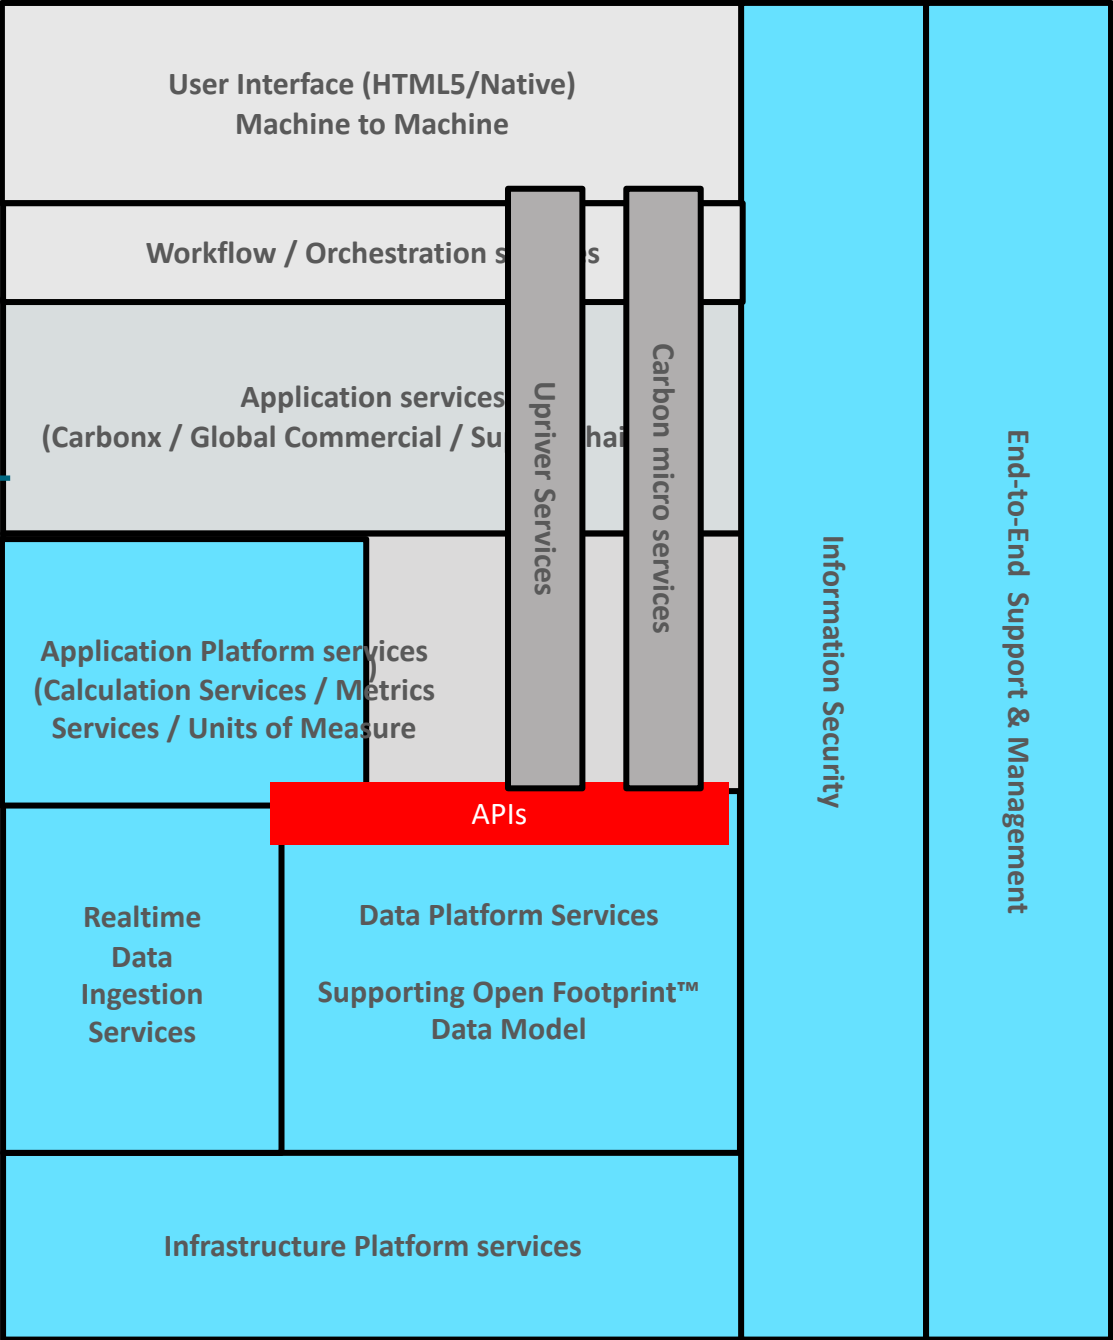 User Interface (HTML5/Native)
Machine to Machine
Workflow / Orchestration
Application services
(Carbonx / Global Commercial /
Upriver Services
Carbon micro services
Application Platform services
(Calculation Services / Metrics
Services / Units of Measure
)
APIs
Realtime
Data
Ingestion
Services
Data Platform Services
Supporting Open Footprint™
Data Model
Infrastructure Platform services
Information Security
End-to-End Support & Management